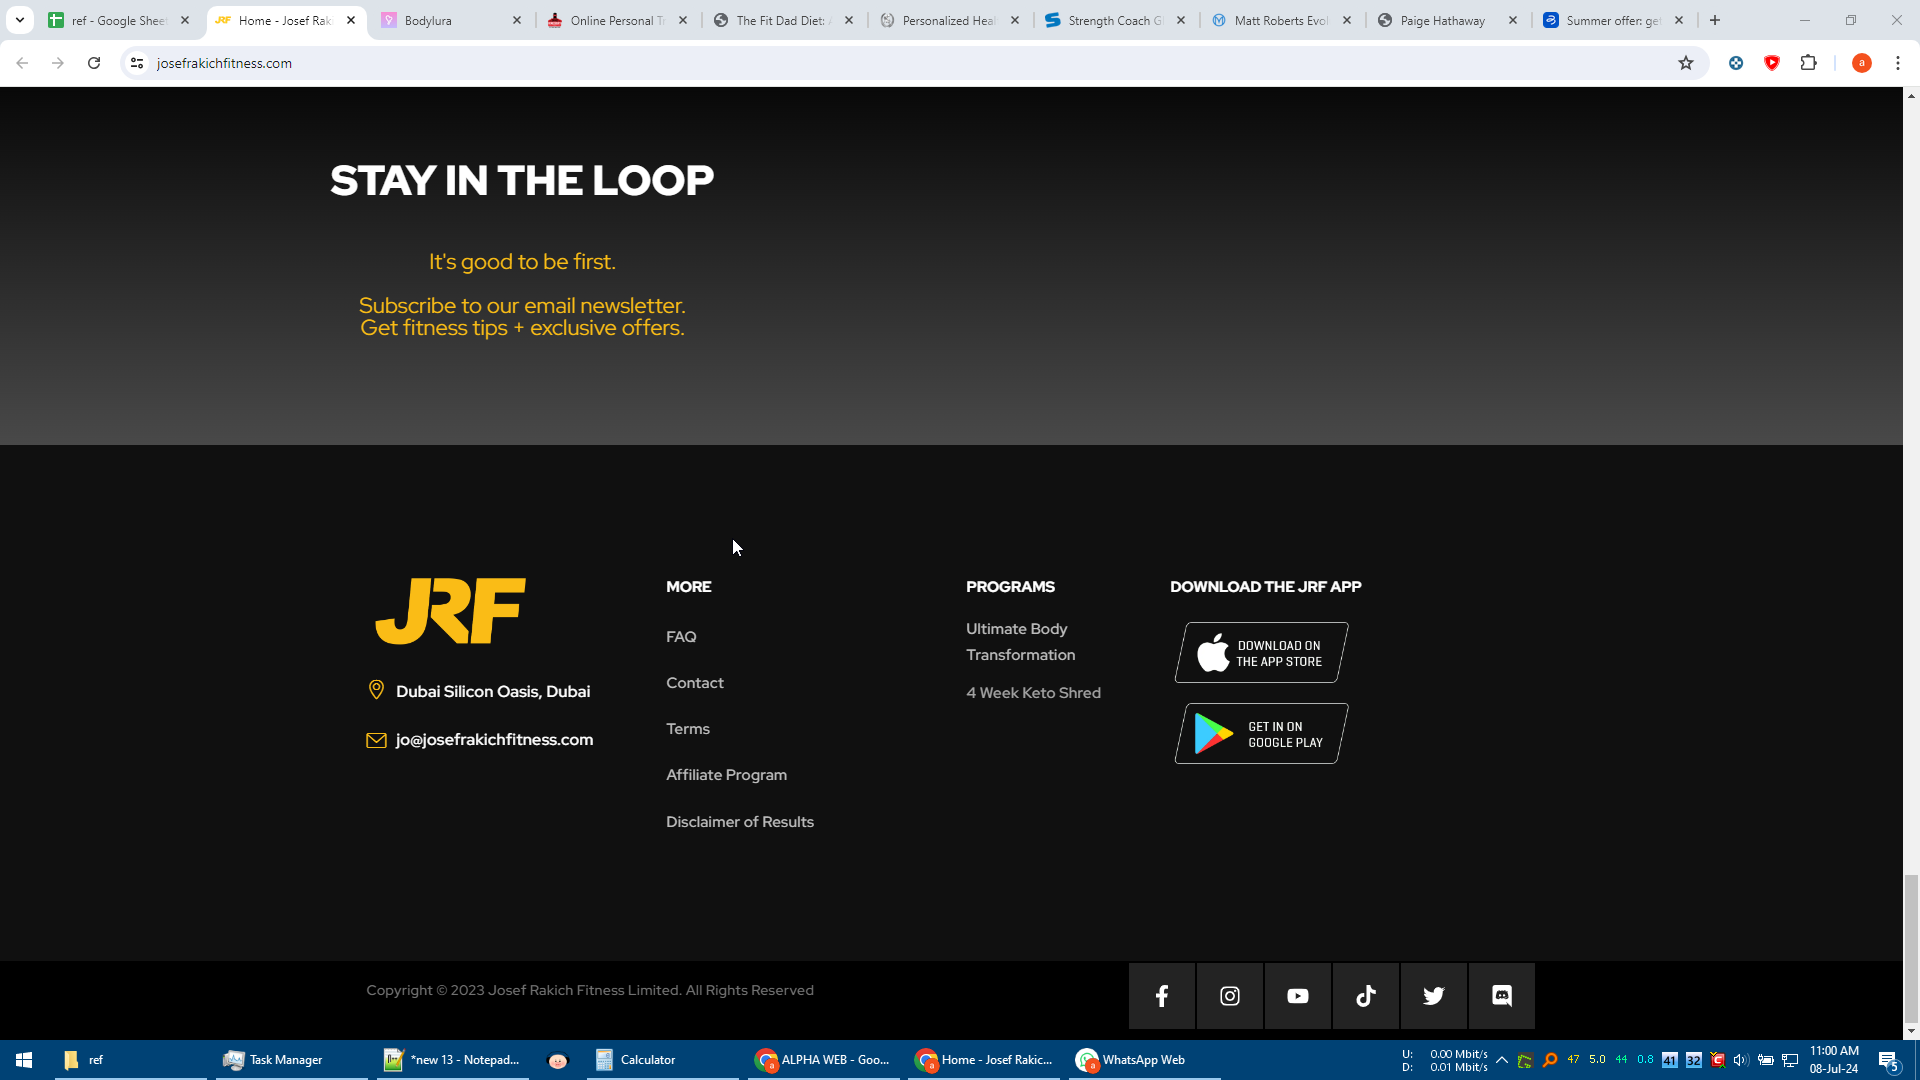 ref - Google Sheet
Home - Josef Rak
Bodylura
Online Personal Tr
The Fit Dad Diet:
Personalized Heal
Strength Coach Gl
Matt Roberts Evol
Paige Hathaway
Summer offer: get
josefrakichfitness.com
a
STAY IN THE LOOP
It's good to be first.
Subscribe to our email newsletter.
Get fitness tips + exclusive offers.
JRF
Dubai Silicon Oasis, Dubai
jo@josefrakichfitness.com
MORE
FAQ
Contact
Terms
Affiliate Program
Disclaimer of Results
PROGRAMS
Ultimate Body
Transformation
4 Week Keto Shred
DOWNLOAD THE JRF APP
DOWNLOAD ON
THE APP STORE
GET IN ON
GOOGLE PLAY
Copyright © 2023 Josef Rakich Fitness Limited. All Rights Reserved
ref
Task Manager
*new 13 - Notepad...
Calculator
ALPHA WEB - Goo...
Home - Josef Rakic...
WhatsApp Web
U: 0.00 Mbit/s
D: 0.01 Mbit/s
47 5.0 44 0.8 41 32
11:00 AM
08-Jul-24
5